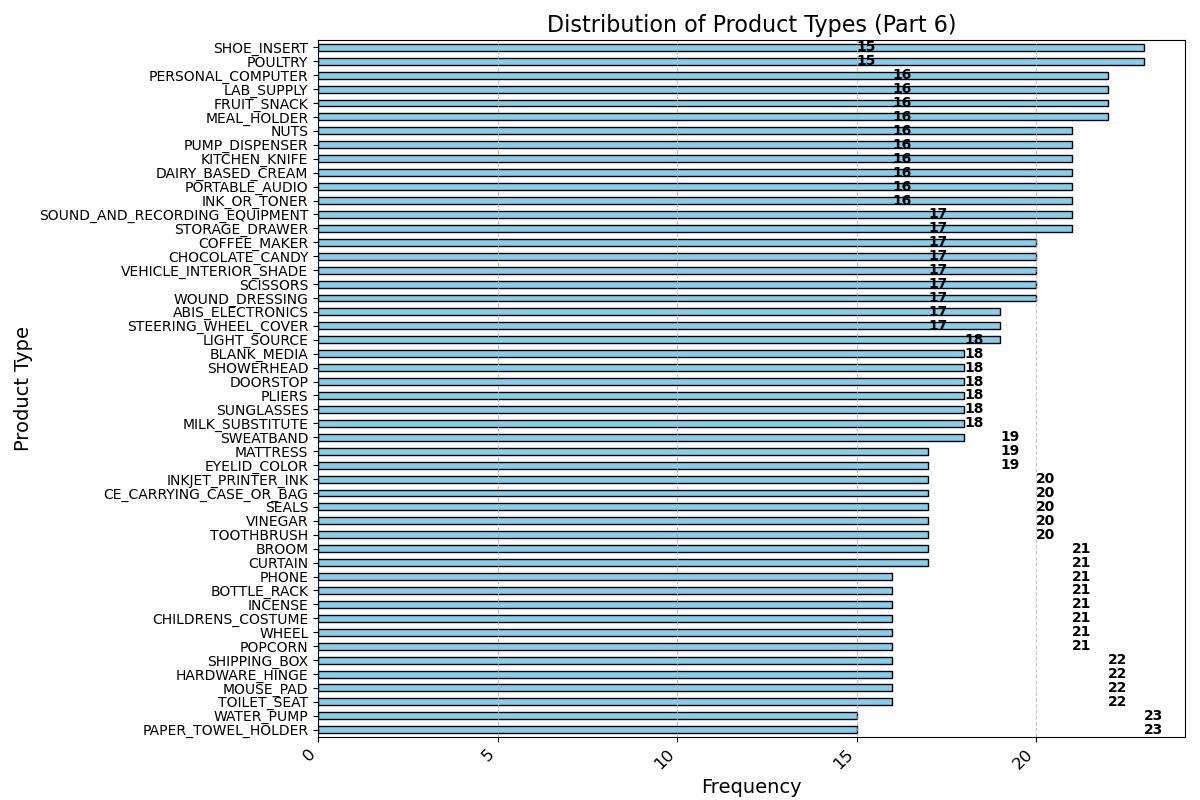 Distribution of Product Types (Part 6)
SHOE_INSERT 15
POULTRY 15
PERSONAL_COMPUTER 16
LAB_SUPPLY 16
FRUIT_SNACK 16
MEAL_HOLDER 16
NUTS 16
PUMP_DISPENSER 16
KITCHEN_KNIFE 16
DAIRY_BASED_CREAM 16
PORTABLE_AUDIO 16
INK_OR_TONER 16
SOUND_AND_RECORDING_EQUIPMENT 17
STORAGE_DRAWER 17
COFFEE_MAKER 17
CHOCOLATE_CANDY 17
VEHICLE_INTERIOR_SHADE 17
SCISSORS 17
WOUND_DRESSING 17
ABIS_ELECTRONICS 17
STEERING_WHEEL_COVER 17
LIGHT_SOURCE 18
BLANK_MEDIA 18
SHOWERHEAD 18
DOORSTOP 18
PLIERS 18
SUNGLASSES 18
MILK_SUBSTITUTE 18
SWEATBAND 19
MATTRESS 19
EYELID_COLOR 19
INKJET_PRINTER_INK 20
CE_CARRYING_CASE_OR_BAG 20
SEALS 20
VINEGAR 20
TOOTHBRUSH 20
BROOM 21
CURTAIN 21
PHONE 21
BOTTLE_RACK 21
INCENSE 21
CHILDRENS_COSTUME 21
WHEEL 21
POPCORN 21
SHIPPING_BOX 22
HARDWARE_HINGE 22
MOUSE_PAD 22
TOILET_SEAT 22
WATER_PUMP 23
PAPER_TOWEL_HOLDER 23
0 5 10 15 20
Frequency
Product Type